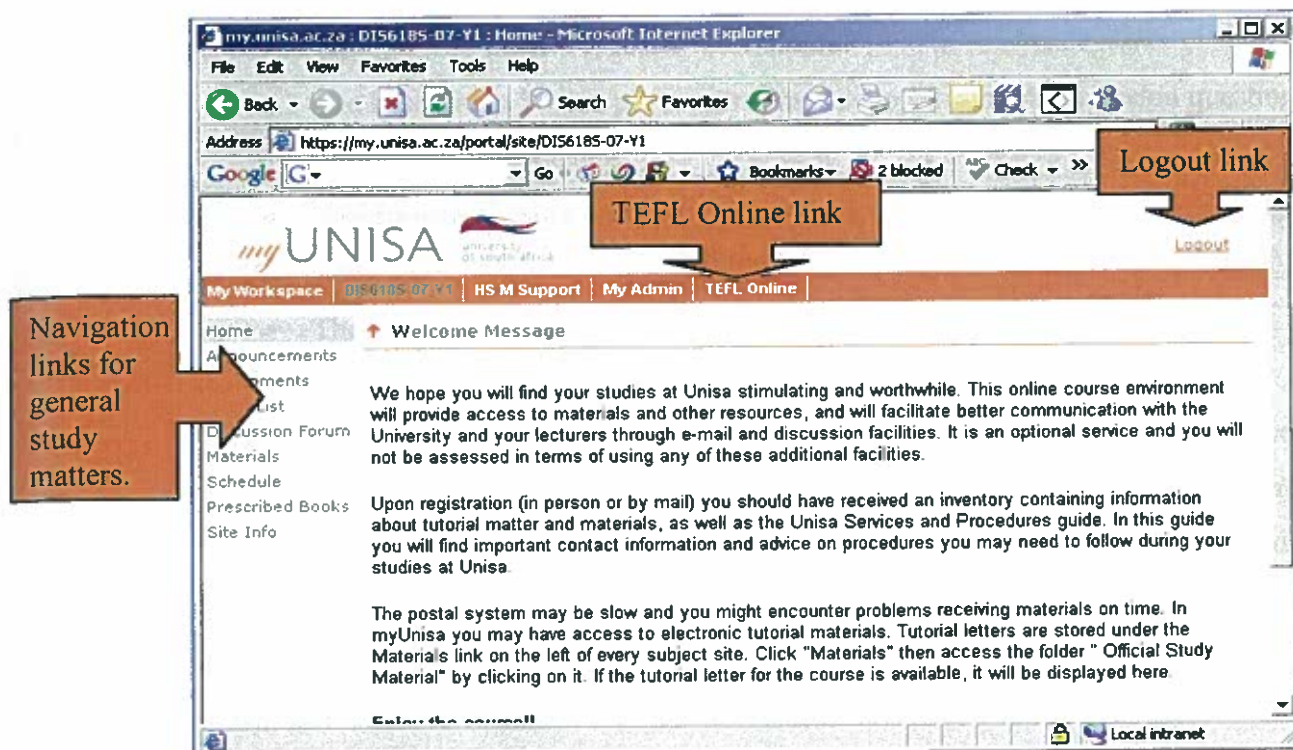 my.unisa.ac.za : DIS6185-07-Y1 : Home - Microsoft Internet Explorer
File Edit View Favorites Tools Help
Back Search Favorites
Address https://my.unisa.ac.za/portal/site/DIS6185-07-Y1
Google G Go Bookmarks 2 blocked ABC Check »
Logout link
TEFL Online link
my UNISA university of south africa
Logout
My Workspace DIS6185-07-Y1 HS M Support My Admin TEFL Online
Navigation
links for
general
study
matters.
Home
Announcements
Discussion Forum
Materials
Schedule
Prescribed Books
Site Info
Welcome Message
We hope you will find your studies at Unisa stimulating and worthwhile. This online course environment
will provide access to materials and other resources, and will facilitate better communication with the
University and your lecturers through e-mail and discussion facilities. It is an optional service and you will
not be assessed in terms of using any of these additional facilities.
Upon registration (in person or by mail) you should have received an inventory containing information
about tutorial matter and materials, as well as the Unisa Services and Procedures guide. In this guide
you will find important contact information and advice on procedures you may need to follow during your
studies at Unisa.
The postal system may be slow and you might encounter problems receiving materials on time. In
myUnisa you may have access to electronic tutorial materials. Tutorial letters are stored under the
Materials link on the left of every subject site. Click "Materials" then access the folder " Official Study
Material" by clicking on it. If the tutorial letter for the course is available, it will be displayed here.
Enjoy the course!!
Local intranet